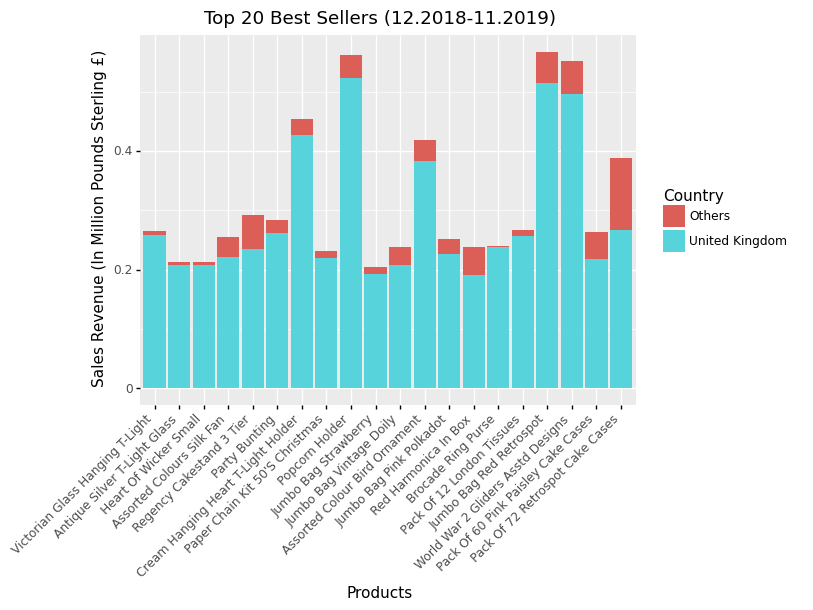 Top 20 Best Sellers (12.2018-11.2019)
Sales Revenue (In Million Pounds Sterling £)
0.4
0.2
0
Victorian Glass Hanging T-Light
Antique Silver T-Light Glass
Heart Of Wicker Small
Assorted Colours Silk Fan
Regency Cakestand 3 Tier
Party Bunting
Cream Hanging Heart T-Light Holder
Paper Chain Kit 50'S Christmas
Popcorn Holder
Jumbo Bag Strawberry
Jumbo Bag Vintage Doily
Assorted Colour Bird Ornament
Jumbo Bag Pink Polkadot
Red Harmonica In Box
Brocade Ring Purse
Pack Of 12 London Tissues
Jumbo Bag Red Retrospot
World War 2 Gliders Asstd Designs
Pack Of 60 Pink Paisley Cake Cases
Pack Of 72 Retrospot Cake Cases
Products
Country
Others
United Kingdom